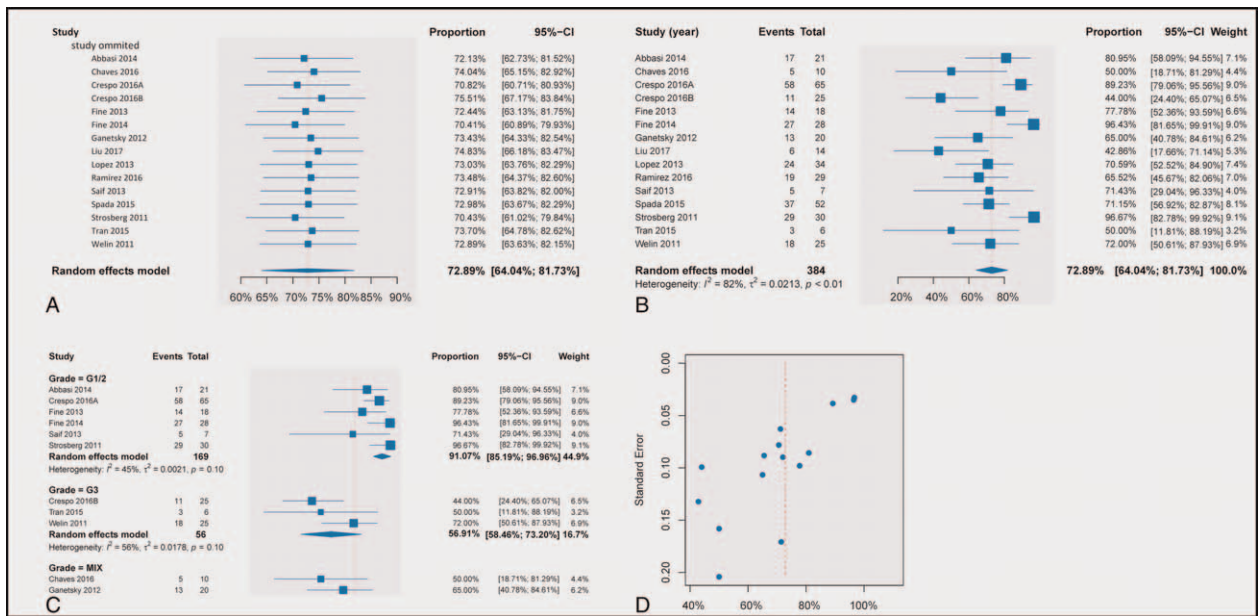 Study Proportion 95%−CI
study ommited
Abbasi 2014 72.13% [62.73%; 81.52%]
Chaves 2016 74.04% [65.15%; 82.92%]
Crespo 2016A 70.82% [60.71%; 80.93%]
Crespo 2016B 75.51% [67.17%; 83.84%]
Fine 2013 72.44% [63.13%; 81.75%]
Fine 2014 70.41% [60.89%; 79.93%]
Ganetsky 2012 73.43% [64.33%; 82.54%]
Liu 2017 74.83% [66.18%; 83.47%]
Lopez 2013 73.03% [63.76%; 82.29%]
Ramirez 2016 73.48% [64.37%; 82.60%]
Saif 2013 72.91% [63.82%; 82.00%]
Spada 2015 72.98% [63.67%; 82.29%]
Strosberg 2011 70.43% [61.02%; 79.84%]
Tran 2015 73.70% [64.78%; 82.62%]
Welin 2011 72.89% [63.63%; 82.15%]
Random effects model 72.89% [64.04%; 81.73%]
60% 65% 70% 75% 80% 85% 90%
A
Study (year) Events Total Proportion 95%−CI Weight
Abbasi 2014 17 21 80.95% [58.09%; 94.55%] 7.1%
Chaves 2016 5 10 50.00% [18.71%; 81.29%] 4.4%
Crespo 2016A 58 65 89.23% [79.06%; 95.56%] 9.0%
Crespo 2016B 11 25 44.00% [24.40%; 65.07%] 6.5%
Fine 2013 14 18 77.78% [52.36%; 93.59%] 6.6%
Fine 2014 27 28 96.43% [81.65%; 99.91%] 9.0%
Ganetsky 2012 13 20 65.00% [40.78%; 84.61%] 6.2%
Liu 2017 6 14 42.86% [17.66%; 71.14%] 5.3%
Lopez 2013 24 34 70.59% [52.52%; 84.90%] 7.4%
Ramirez 2016 19 29 65.52% [45.67%; 82.06%] 7.0%
Saif 2013 5 7 71.43% [29.04%; 96.33%] 4.0%
Spada 2015 37 52 71.15% [56.92%; 82.87%] 8.1%
Strosberg 2011 29 30 96.67% [82.78%; 99.92%] 9.1%
Tran 2015 3 6 50.00% [11.81%; 88.19%] 3.2%
Welin 2011 18 25 72.00% [50.61%; 87.93%] 6.9%
Random effects model 384 72.89% [64.04%; 81.73%] 100.0%
Heterogeneity: I² = 82%, τ² = 0.0213, p < 0.01
20% 40% 60% 80%
B
Study Events Total Proportion 95%−CI Weight
Grade = G1/2
Abbasi 2014 17 21 80.95% [58.09%; 94.55%] 7.1%
Crespo 2016A 58 65 89.23% [79.06%; 95.56%] 9.0%
Fine 2013 14 18 77.78% [52.36%; 93.59%] 6.6%
Fine 2014 27 28 96.43% [81.65%; 99.91%] 9.0%
Saif 2013 5 7 71.43% [29.04%; 96.33%] 4.0%
Strosberg 2011 29 30 96.67% [82.78%; 99.92%] 9.1%
Random effects model 169 91.07% [85.19%; 96.96%] 44.9%
Heterogeneity: I² = 45%, τ² = 0.0021, p = 0.10
Grade = G3
Crespo 2016B 11 25 44.00% [24.40%; 65.07%] 6.5%
Tran 2015 3 6 50.00% [11.81%; 88.19%] 3.2%
Welin 2011 18 25 72.00% [50.61%; 87.93%] 6.9%
Random effects model 56 56.91% [58.46%; 73.20%] 16.7%
Heterogeneity: I² = 56%, τ² = 0.0178, p = 0.10
Grade = MIX
Chaves 2016 5 10 50.00% [18.71%; 81.29%] 4.4%
Ganetsky 2012 13 20 65.00% [40.78%; 84.61%] 6.2%
C
Standard Error
0.00
0.05
0.10
0.15
0.20
40% 60% 80% 100%
D